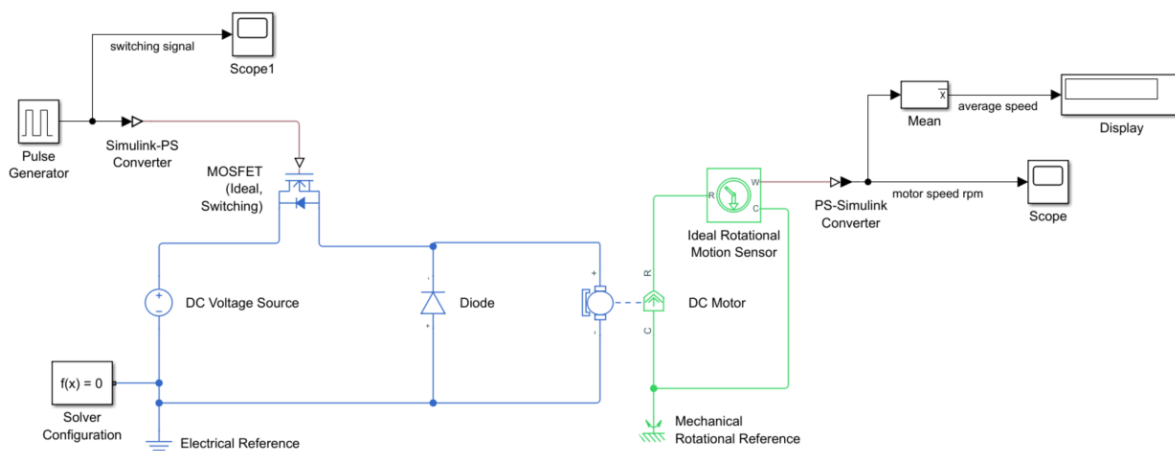 switching signal
Scope1
Pulse
Generator
Simulink-PS
Converter
MOSFET
(Ideal,
Switching)
DC Voltage Source
f(x) = 0
Solver
Configuration
Electrical Reference
-
Diode
+
+
-
R
C
DC Motor
R
W
C
Ideal Rotational
Motion Sensor
Mechanical
Rotational Reference
PS-Simulink
Converter
x
Mean
average speed
Display
motor speed rpm
Scope